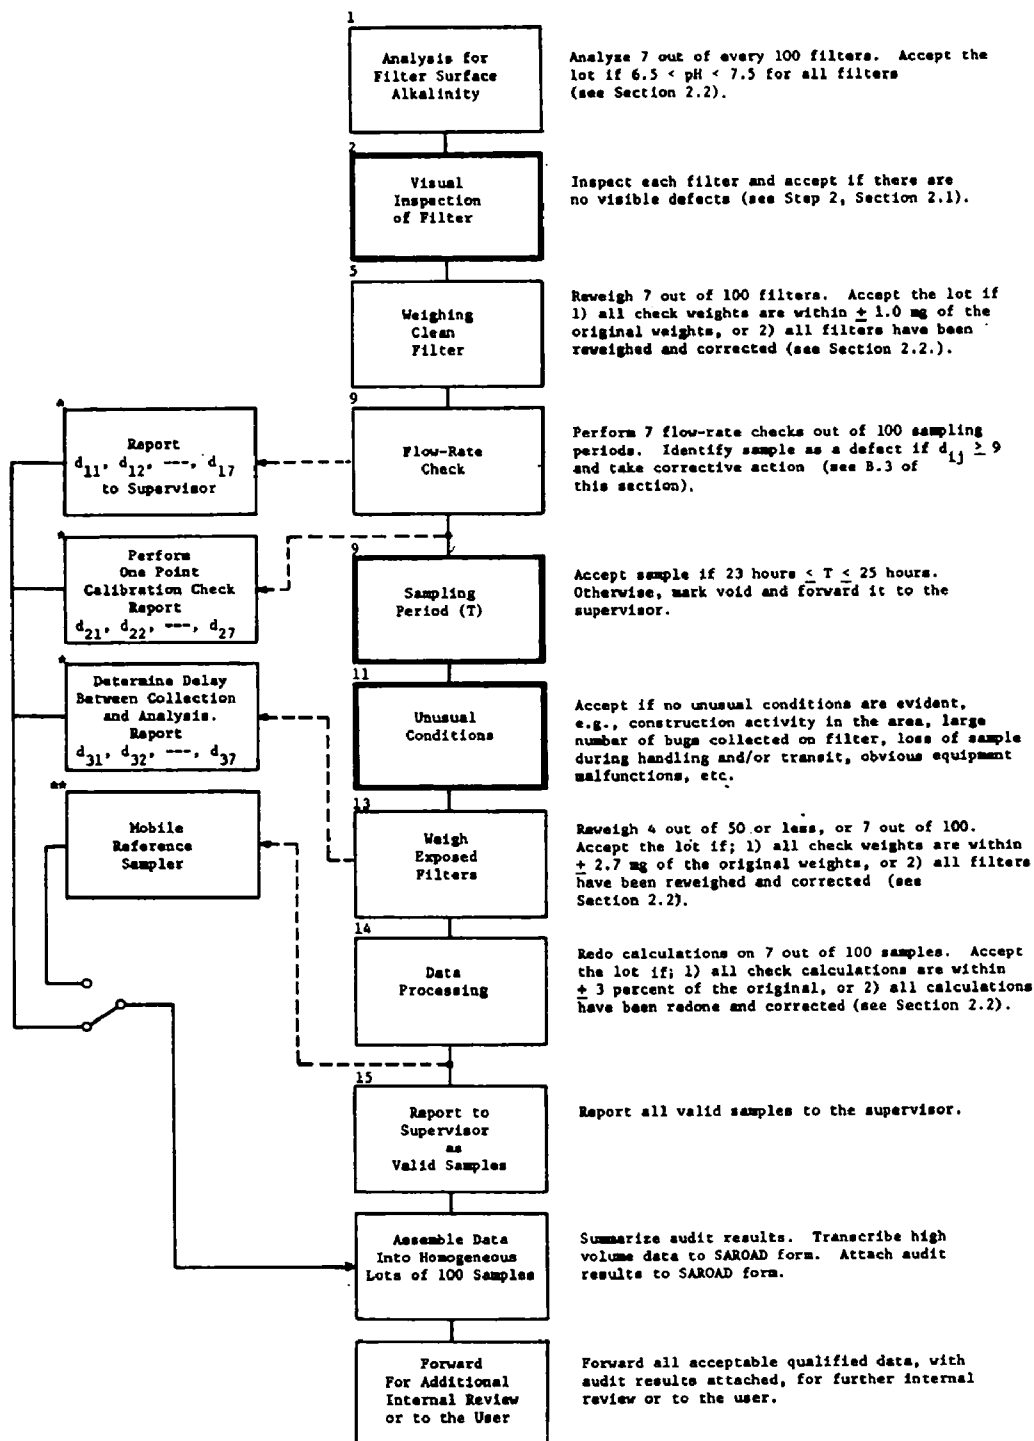 1
Analysis for
Filter Surface
Alkalinity
Analyze 7 out of every 100 filters. Accept the
lot if 6.5 < pH < 7.5 for all filters
(see Section 2.2).
2
Visual
Inspection
of Filter
Inspect each filter and accept if there are
no visible defects (see Step 2, Section 2.1).
5
Weighing
Clean
Filter
Reweigh 7 out of 100 filters. Accept the lot if
1) all check weights are within ± 1.0 mg of the
original weights, or 2) all filters have been
reweighed and corrected (see Section 2.2.).
9
Flow-Rate
Check
Perform 7 flow-rate checks out of 100 sampling
periods. Identify sample as a defect if dij ≥ 9
and take corrective action (see B.3 of
this section).
*
Report
d11, d12, ---, d17
to Supervisor
*
Perform
One Point
Calibration Check
Report
d21, d22, ---, d27
9
Sampling
Period (T)
Accept sample if 23 hours ≤ T ≤ 25 hours.
Otherwise, mark void and forward it to the
supervisor.
*
Determine Delay
Between Collection
and Analysis.
Report
d31, d32, ---, d37
11
Unusual
Conditions
Accept if no unusual conditions are evident,
e.g., construction activity in the area, large
number of bugs collected on filter, loss of sample
during handling and/or transit, obvious equipment
malfunctions, etc.
**
Mobile
Reference
Sampler
13
Weigh
Exposed
Filters
Reweigh 4 out of 50 or less, or 7 out of 100.
Accept the lot if; 1) all check weights are within
± 2.7 mg of the original weights, or 2) all filters
have been reweighed and corrected (see
Section 2.2).
14
Data
Processing
Redo calculations on 7 out of 100 samples. Accept
the lot if; 1) all check calculations are within
± 3 percent of the original, or 2) all calculations
have been redone and corrected (see Section 2.2).
15
Report to
Supervisor
as
Valid Samples
Report all valid samples to the supervisor.
Assemble Data
Into Homogeneous
Lots of 100 Samples
Summarize audit results. Transcribe high
volume data to SAROAD form. Attach audit
results to SAROAD form.
Forward
For Additional
Internal Review
or to the User
Forward all acceptable qualified data, with
audit results attached, for further internal
review or to the user.